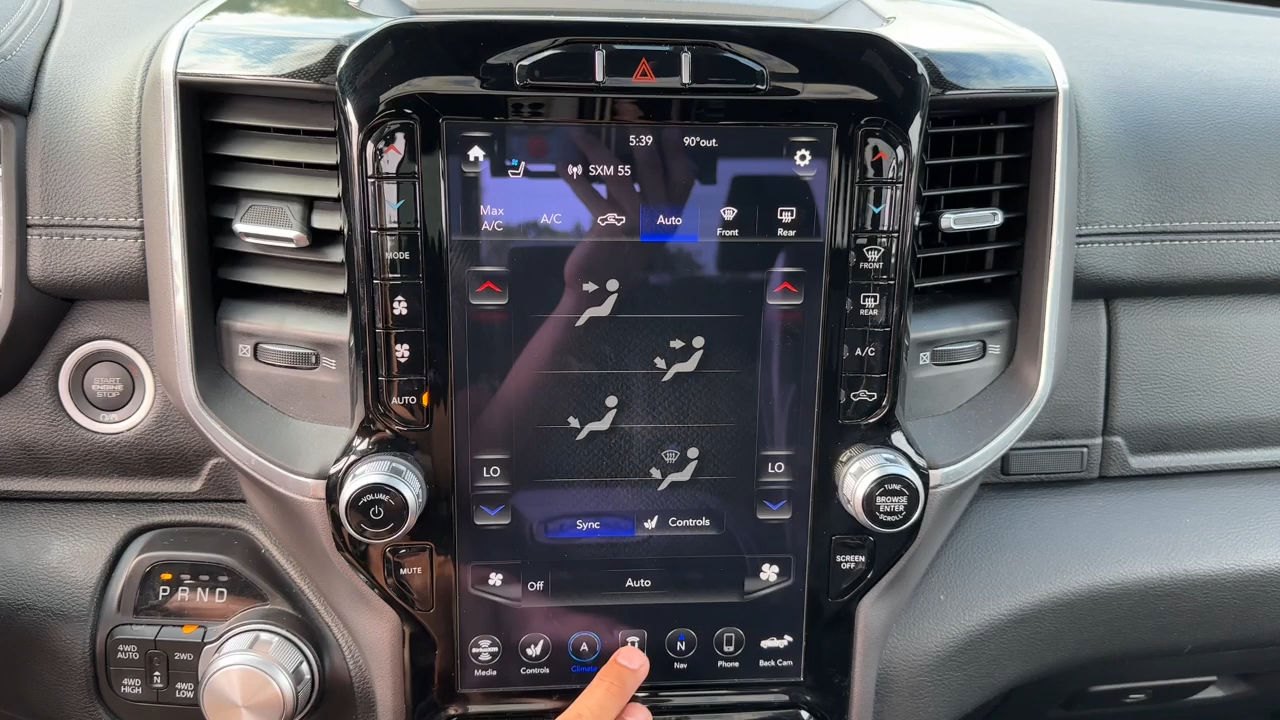 5:39 90°out.
SXM 55
Max
A/C
A/C
Auto
Front
Rear
MODE
FRONT
REAR
A/C
AUTO
START
ENGINE
STOP
LO
LO
VOLUME
TUNE
BROWSE
ENTER
SCROLL
Sync
Controls
MUTE
SCREEN
OFF
Off
Auto
P R N D
4WD
AUTO
2WD
N
4WD
HIGH
4WD
LOW
SiriusXM
A
N
Media
Controls
Climate
Nav
Phone
Back Cam